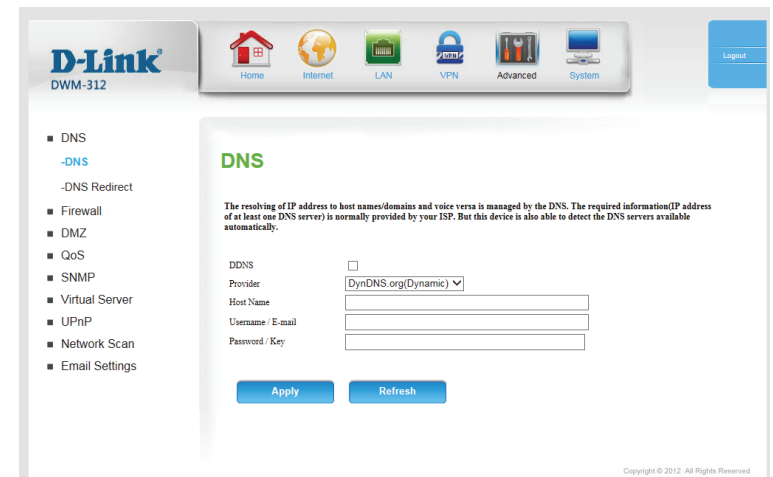 D-Link
DWM-312
Home
Internet
LAN
VPN
VPN
Advanced
System
Logout
DNS
-DNS
-DNS Redirect
Firewall
DMZ
QoS
SNMP
Virtual Server
UPnP
Network Scan
Email Settings
DNS
The resolving of IP address to host names/domains and voice versa is managed by the DNS. The required information(IP address
of at least one DNS server) is normally provided by your ISP. But this device is also able to detect the DNS servers available
automatically.
DDNS
Provider
DynDNS.org(Dynamic)
Host Name
Username / E-mail
Password / Key
Apply
Refresh
Copyright © 2012 All Rights Reserved